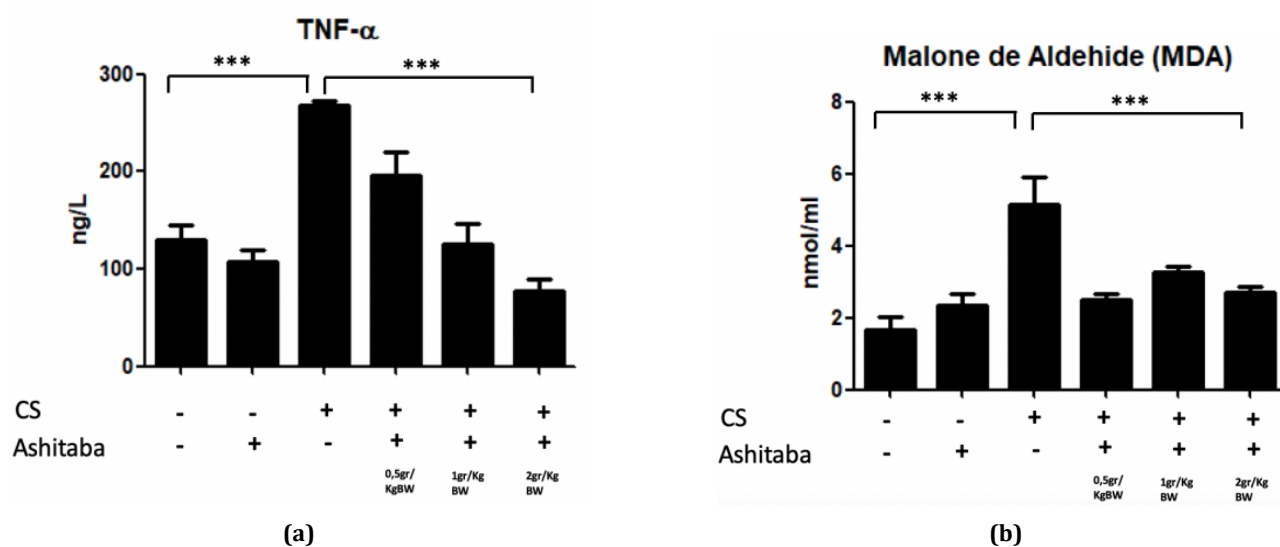 TNF-α
***
***
300
200
100
0
ng/L
CS - - + + + +
Ashitaba - + - + + +
0,5gr/ 1gr/Kg 2gr/Kg
KgBW BW BW
(a)
Malone de Aldehide (MDA)
***
***
8
6
4
2
0
nmol/ml
CS - - + + + +
Ashitaba - + - + + +
0,5gr/ 1gr/Kg 2gr/Kg
KgBW BW BW
(b)